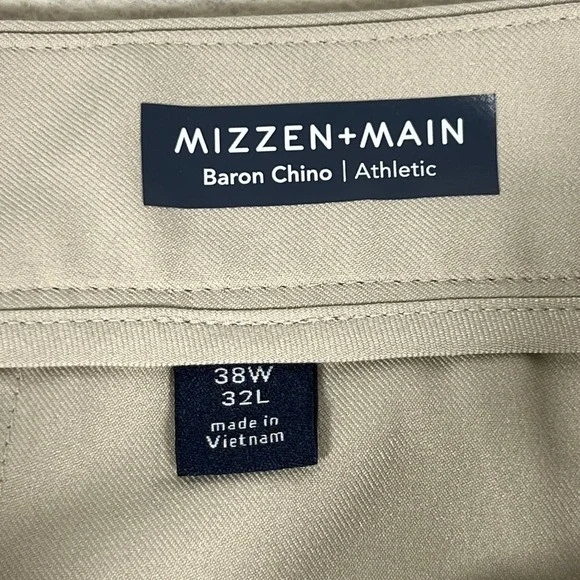 MIZZEN+MAIN
Baron Chino | Athletic
38W
32L
made in
Vietnam